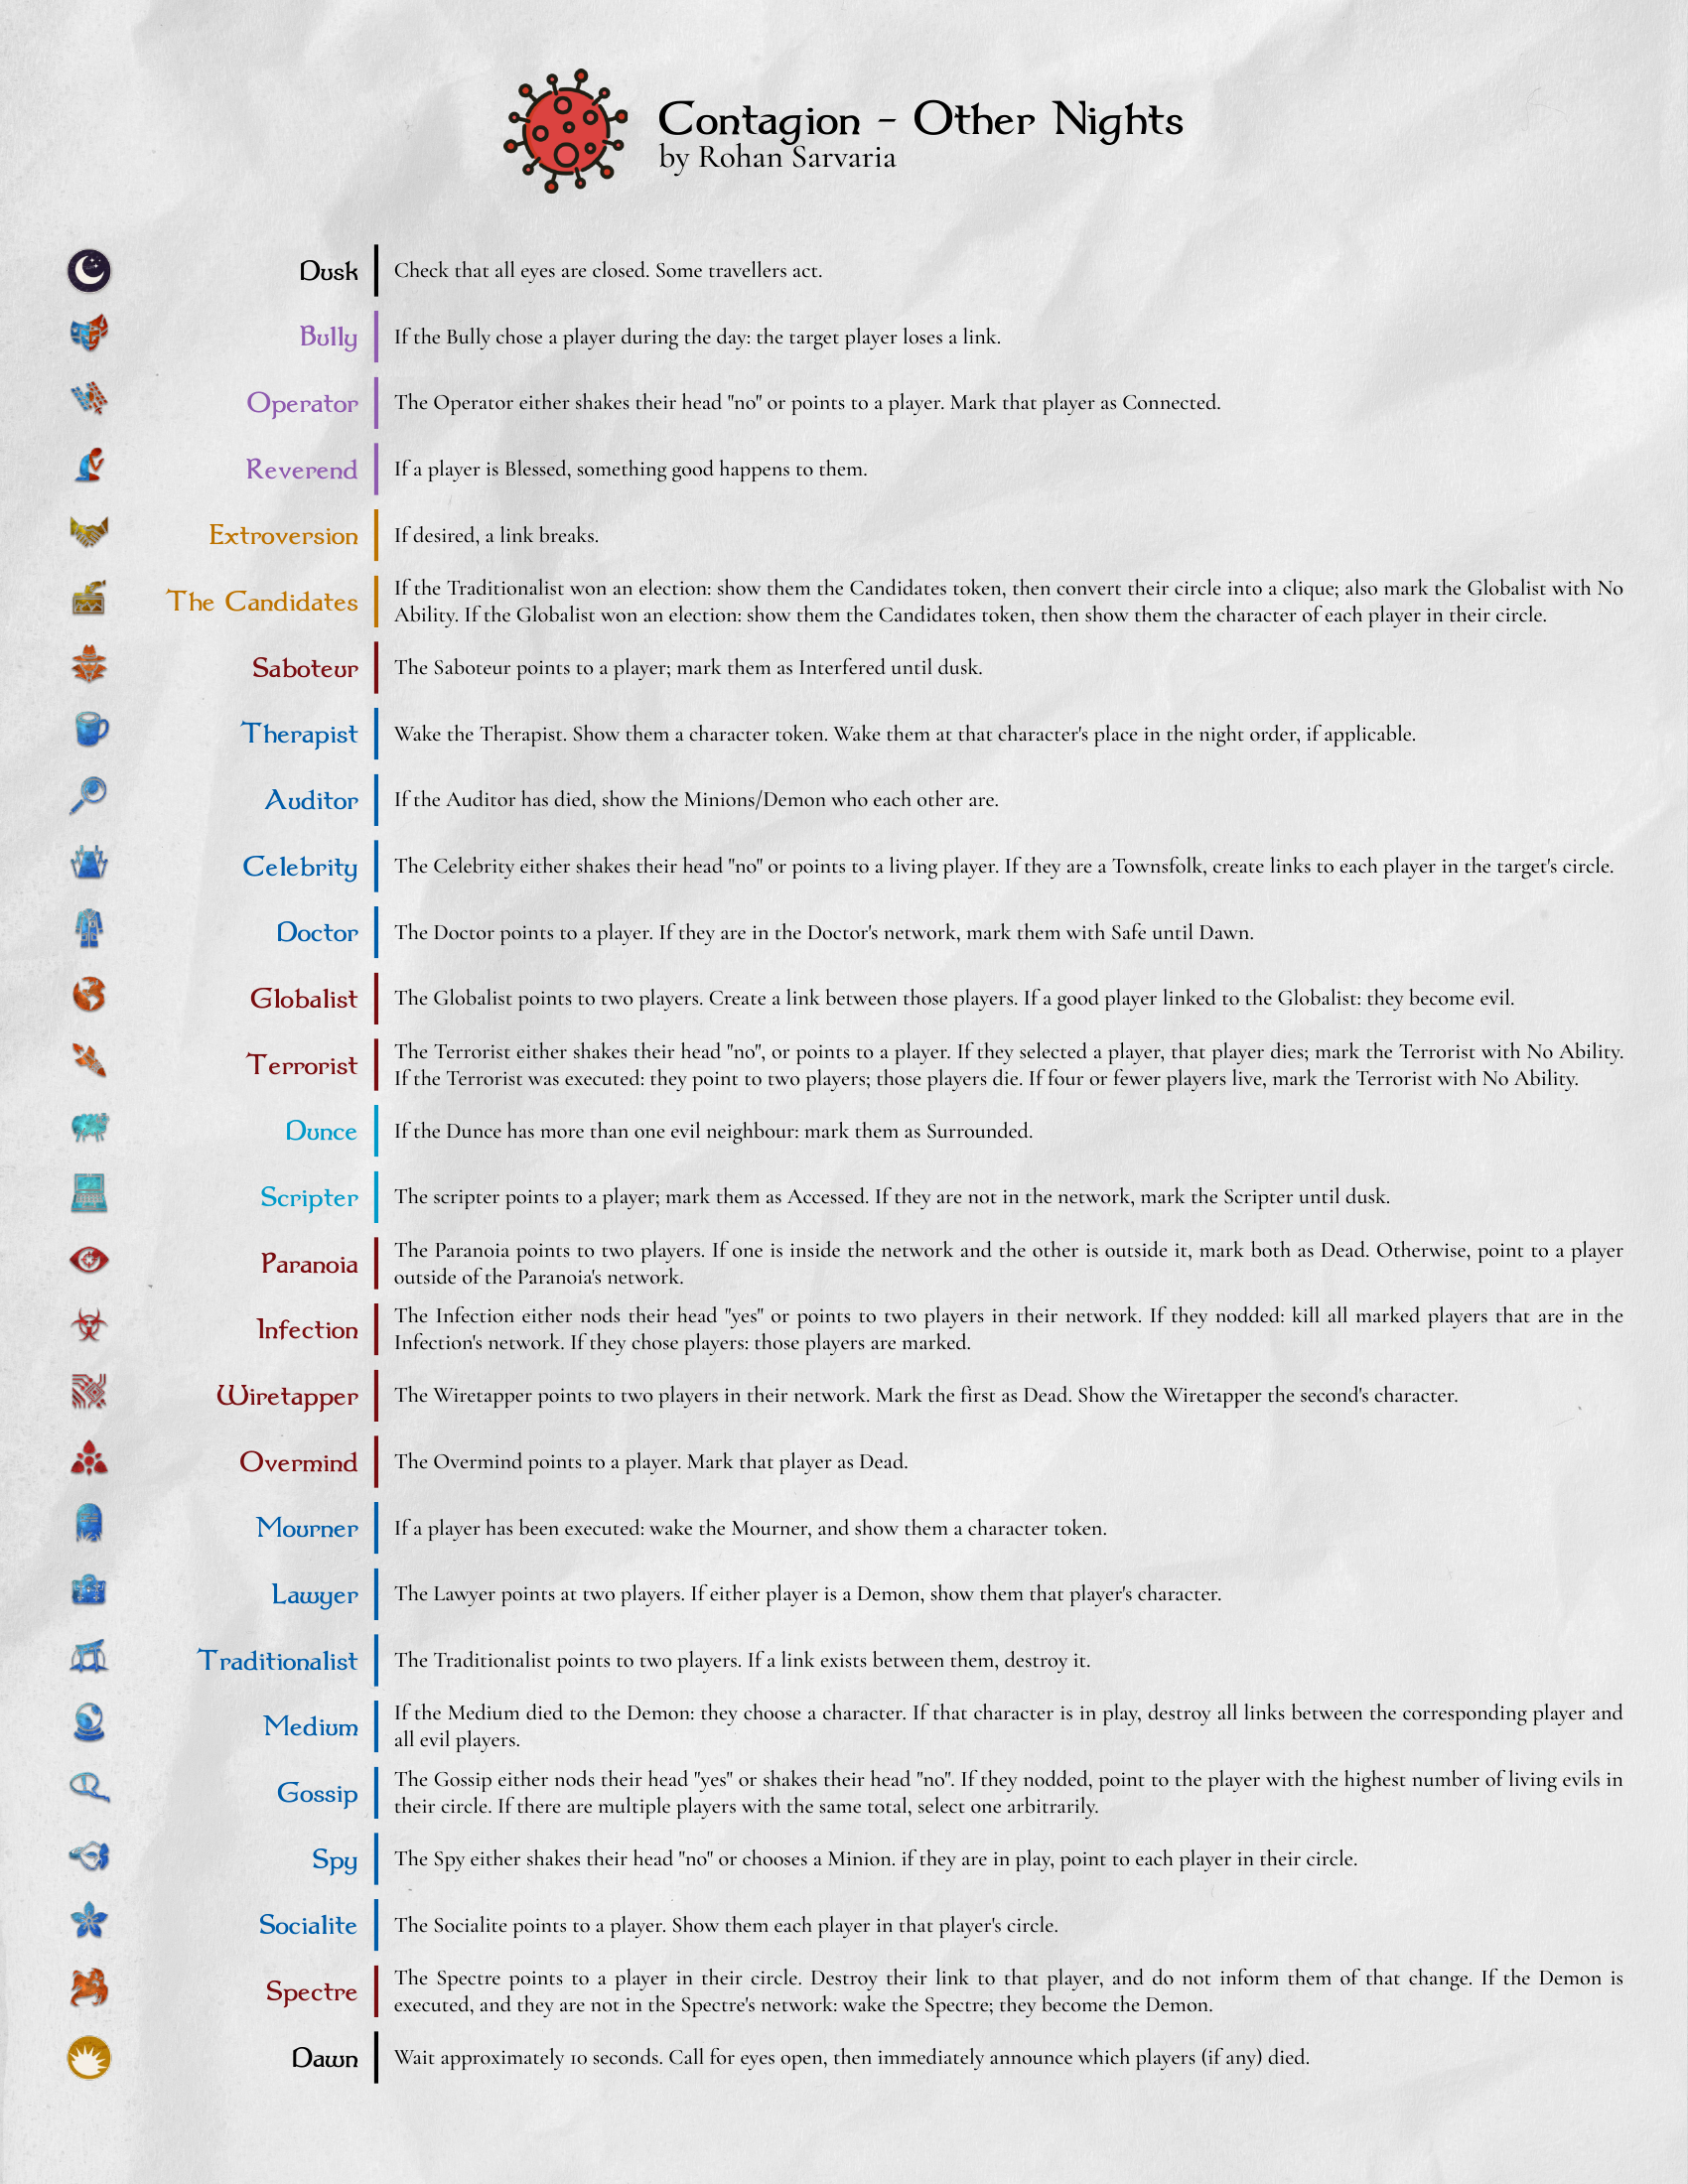 Contagion - Other Nights
by Rohan Sarvaria
Dusk
Check that all eyes are closed. Some travellers act.
Bully
If the Bully chose a player during the day: the target player loses a link.
Operator
The Operator either shakes their head "no" or points to a player. Mark that player as Connected.
Reverend
If a player is Blessed, something good happens to them.
Extroversion
If desired, a link breaks.
The Candidates
If the Traditionalist won an election: show them the Candidates token, then convert their circle into a clique; also mark the Globalist with No
Ability. If the Globalist won an election: show them the Candidates token, then show them the character of each player in their circle.
Saboteur
The Saboteur points to a player; mark them as Interfered until dusk.
Therapist
Wake the Therapist. Show them a character token. Wake them at that character's place in the night order, if applicable.
Auditor
If the Auditor has died, show the Minions/Demon who each other are.
Celebrity
The Celebrity either shakes their head "no" or points to a living player. If they are a Townsfolk, create links to each player in the target's circle.
Doctor
The Doctor points to a player. If they are in the Doctor's network, mark them with Safe until Dawn.
Globalist
The Globalist points to two players. Create a link between those players. If a good player linked to the Globalist: they become evil.
Terrorist
The Terrorist either shakes their head "no", or points to a player. If they selected a player, that player dies; mark the Terrorist with No Ability.
If the Terrorist was executed: they point to two players; those players die. If four or fewer players live, mark the Terrorist with No Ability.
Dunce
If the Dunce has more than one evil neighbour: mark them as Surrounded.
Scripter
The scripter points to a player; mark them as Accessed. If they are not in the network, mark the Scripter until dusk.
Paranoia
The Paranoia points to two players. If one is inside the network and the other is outside it, mark both as Dead. Otherwise, point to a player
outside of the Paranoia's network.
Infection
The Infection either nods their head "yes" or points to two players in their network. If they nodded: kill all marked players that are in the
Infection's network. If they chose players: those players are marked.
Wiretapper
The Wiretapper points to two players in their network. Mark the first as Dead. Show the Wiretapper the second's character.
Overmind
The Overmind points to a player. Mark that player as Dead.
Mourner
If a player has been executed: wake the Mourner, and show them a character token.
Lawyer
The Lawyer points at two players. If either player is a Demon, show them that player's character.
Traditionalist
The Traditionalist points to two players. If a link exists between them, destroy it.
Medium
If the Medium died to the Demon: they choose a character. If that character is in play, destroy all links between the corresponding player and
all evil players.
Gossip
The Gossip either nods their head "yes" or shakes their head "no". If they nodded, point to the player with the highest number of living evils in
their circle. If there are multiple players with the same total, select one arbitrarily.
Spy
The Spy either shakes their head "no" or chooses a Minion. if they are in play, point to each player in their circle.
Socialite
The Socialite points to a player. Show them each player in that player's circle.
Spectre
The Spectre points to a player in their circle. Destroy their link to that player, and do not inform them of that change. If the Demon is
executed, and they are not in the Spectre's network: wake the Spectre; they become the Demon.
Dawn
Wait approximately 10 seconds. Call for eyes open, then immediately announce which players (if any) died.